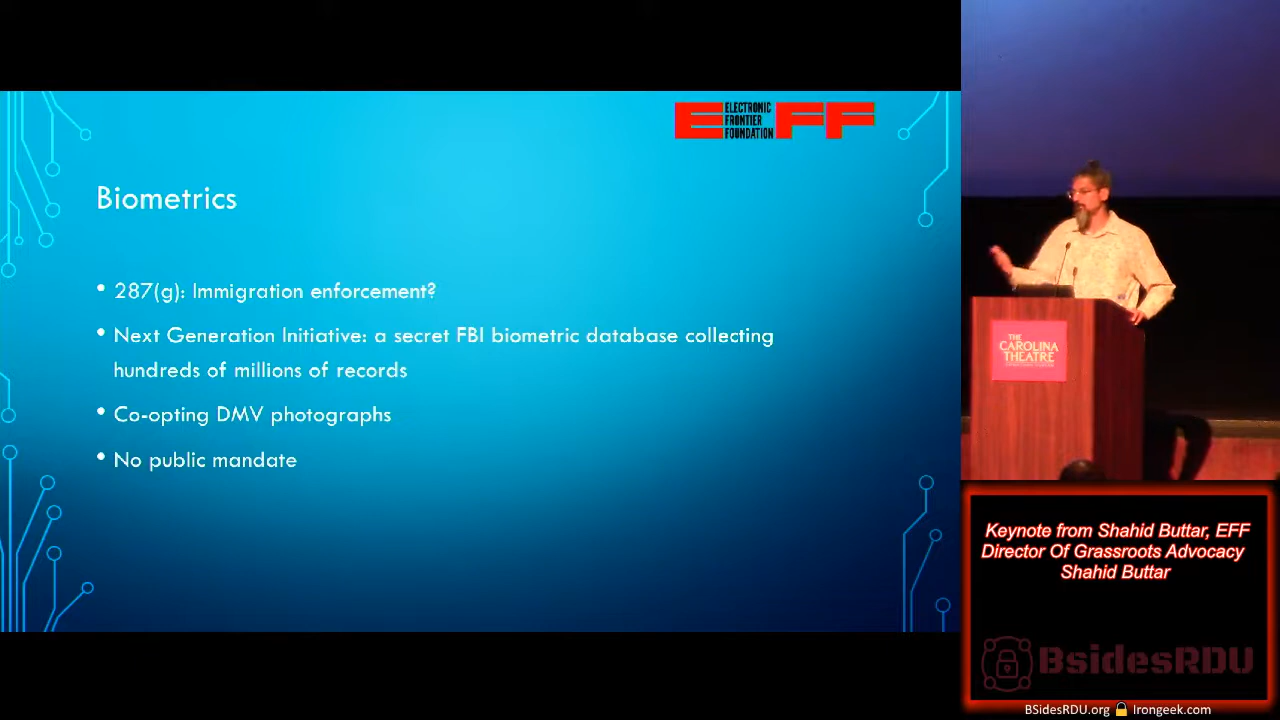 ELECTRONIC
FRONTIER
FOUNDATION
EFF
Biometrics
• 287(g): Immigration enforcement?
• Next Generation Initiative: a secret FBI biometric database collecting
hundreds of millions of records
• Co-opting DMV photographs
• No public mandate
THE
CAROLINA
THEATRE
Keynote from Shahid Buttar, EFF
Director Of Grassroots Advocacy
Shahid Buttar
BsidesRDU
BSidesRDU.org Irongeek.com